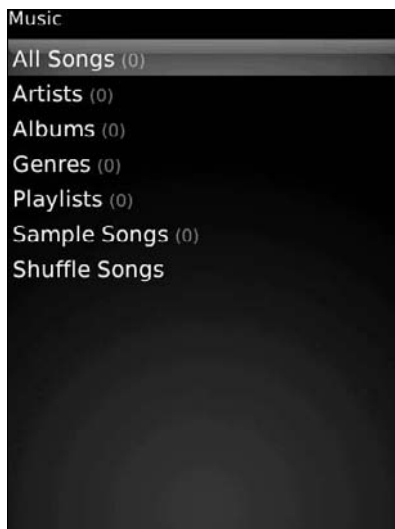 Music
All Songs (0)
Artists (0)
Albums (0)
Genres (0)
Playlists (0)
Sample Songs (0)
Shuffle Songs